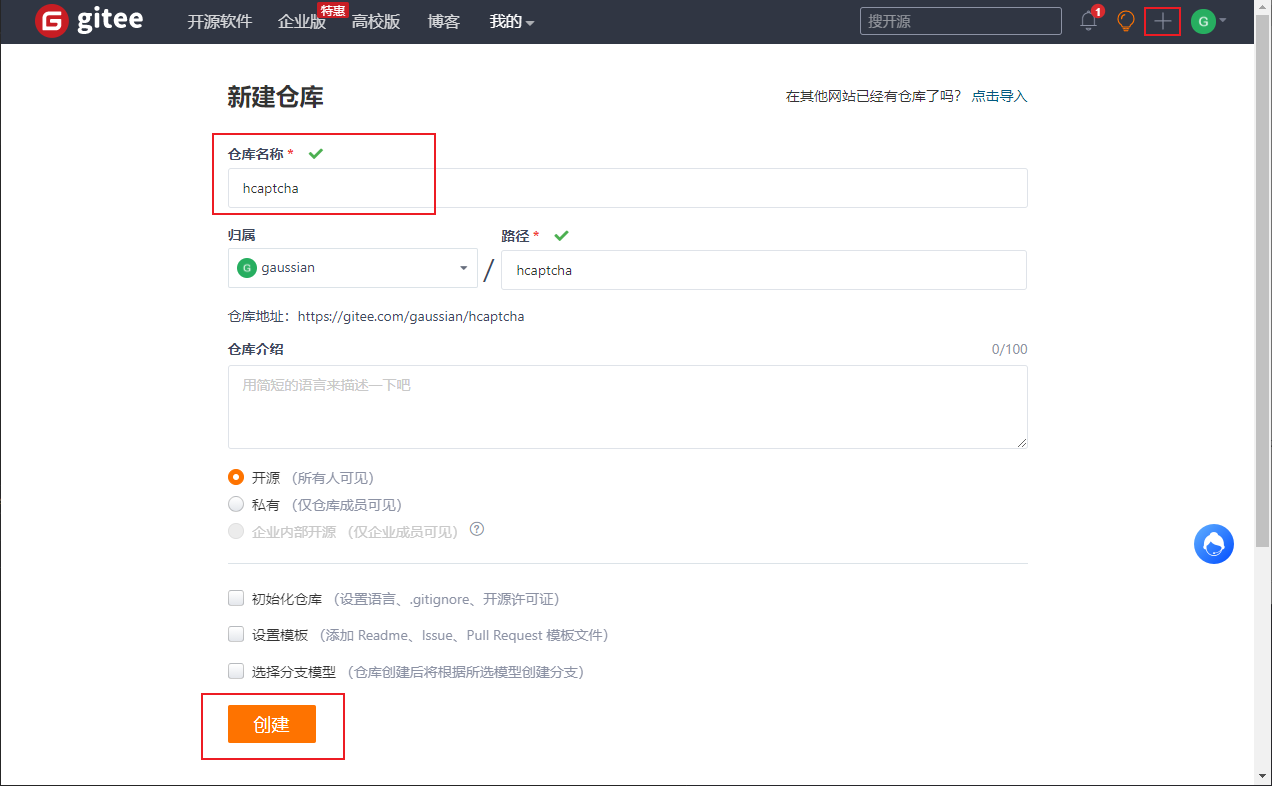 gitee 开源软件 企业版 特惠 高校版 博客 我的 搜开源 1 G
新建仓库 在其他网站已经有仓库了吗? 点击导入
仓库名称 *
hcaptcha
归属 路径 *
G gaussian / hcaptcha
仓库地址：https://gitee.com/gaussian/hcaptcha
仓库介绍 0/100
用简短的语言来描述一下吧
开源 （所有人可见）
私有 （仅仓库成员可见）
企业内部开源 （仅企业成员可见） ?
初始化仓库 （设置语言、.gitignore、开源许可证）
设置模板 （添加 Readme、Issue、Pull Request 模板文件）
选择分支模型 （仓库创建后将根据所选模型创建分支）
创建